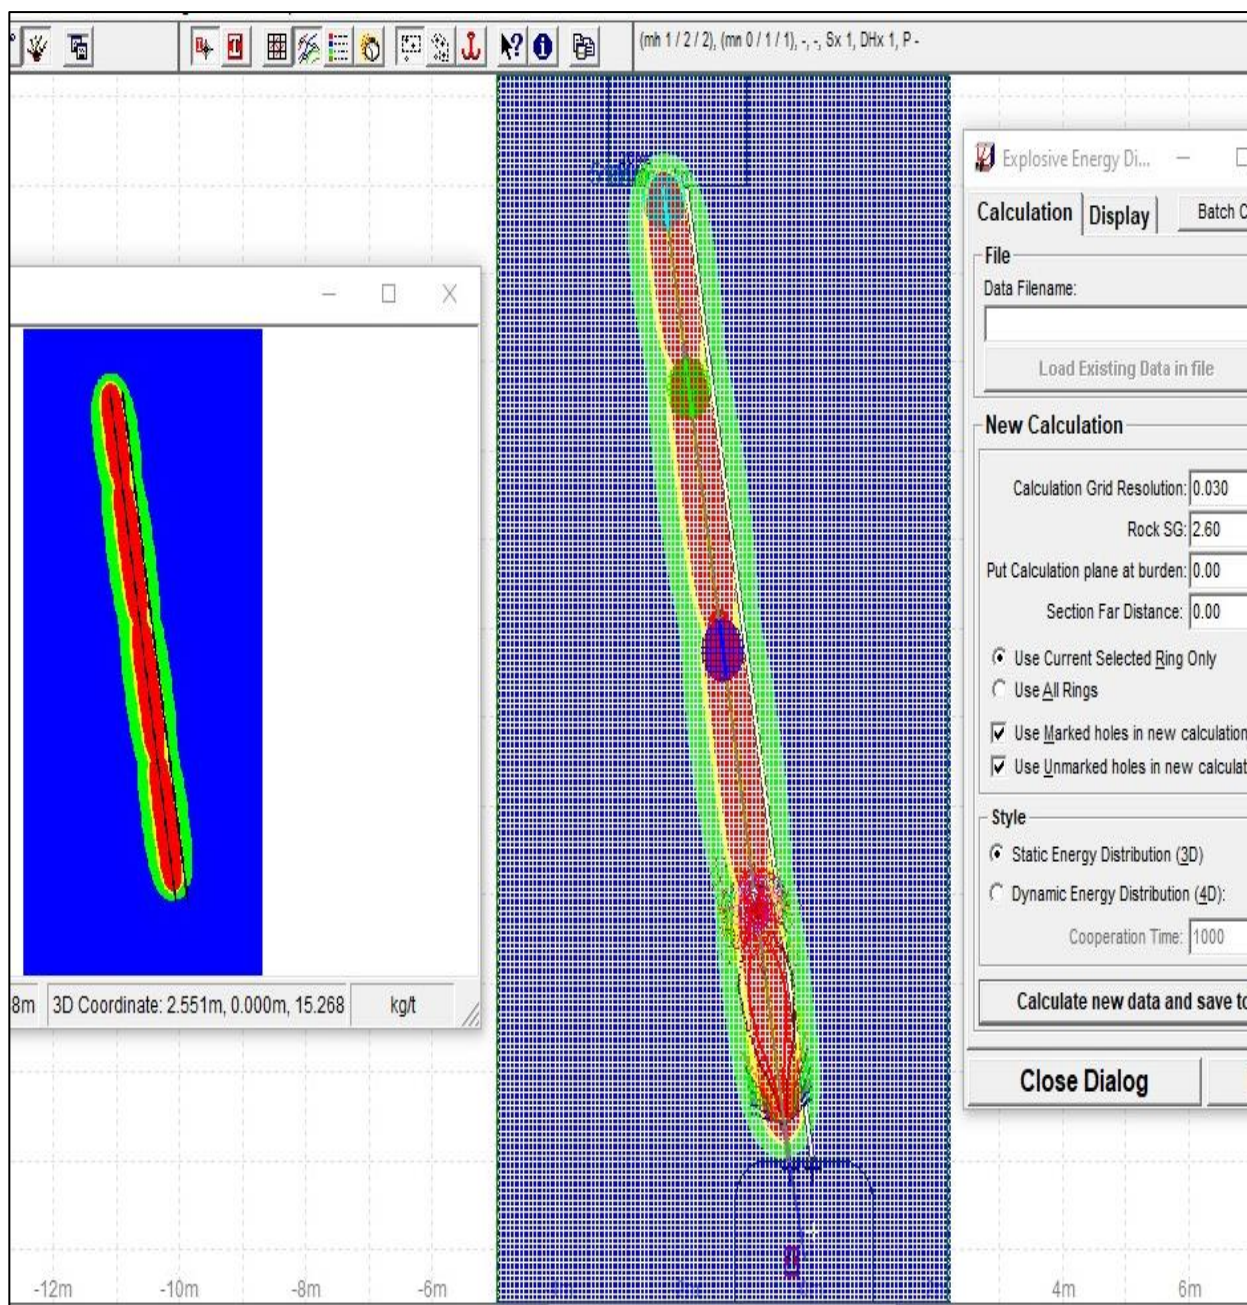 (mh 1 / 2 / 2), (mn 0 / 1 / 1), -, -, Sx 1, DHx 1, P -
Explosive Energy Di...
Calculation
Display
Batch C
File
Data Filename:
Load Existing Data in file
New Calculation
Calculation Grid Resolution: 0.030
Rock SG: 2.60
Put Calculation plane at burden: 0.00
Section Far Distance: 0.00
Use Current Selected Ring Only
Use All Rings
Use Marked holes in new calculation
Use Unmarked holes in new calculat
Style
Static Energy Distribution (3D)
Dynamic Energy Distribution (4D):
Cooperation Time: 1000
Calculate new data and save to
Close Dialog
8m
3D Coordinate: 2.551m, 0.000m, 15.268
kg/t
-12m
-10m
-8m
-6m
4m
6m